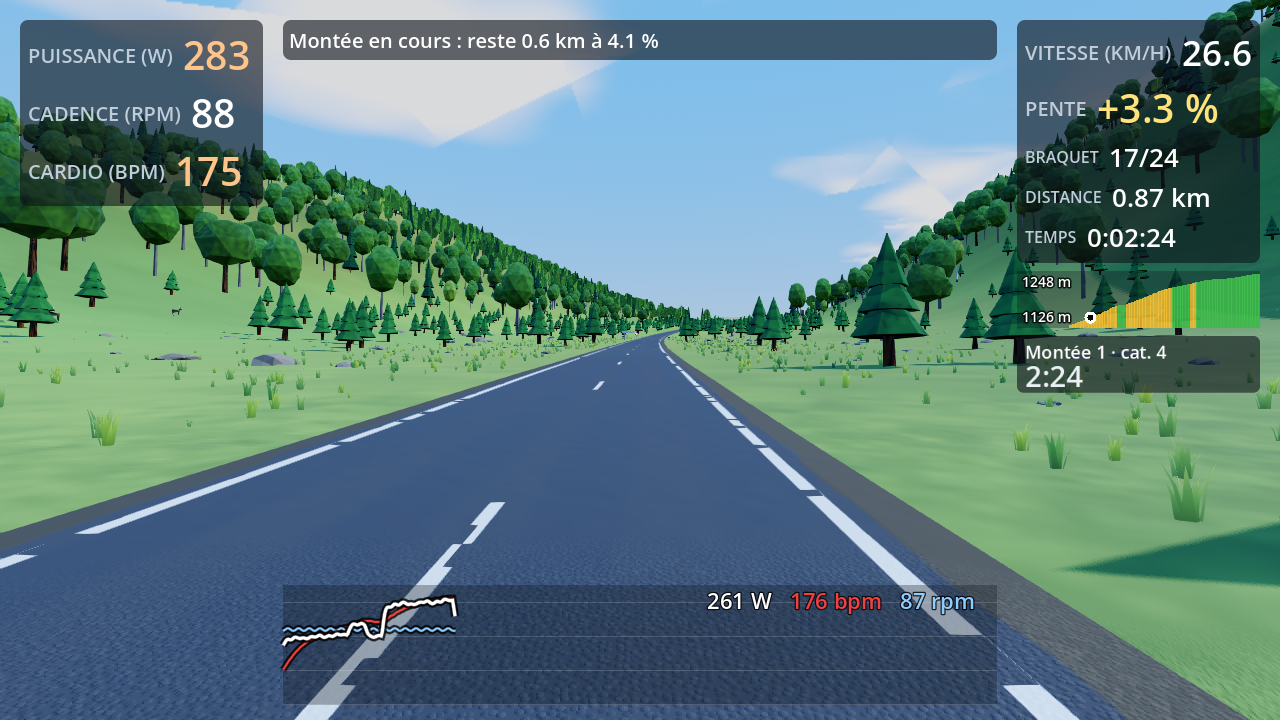 PUISSANCE (W) 283
CADENCE (RPM) 88
CARDIO (BPM) 175
Montée en cours : reste 0.6 km à 4.1 %
VITESSE (KM/H) 26.6
PENTE +3.3 %
BRAQUET 17/24
DISTANCE 0.87 km
TEMPS 0:02:24
1248 m
1126 m
Montée 1 · cat. 4
2:24
261 W 176 bpm 87 rpm